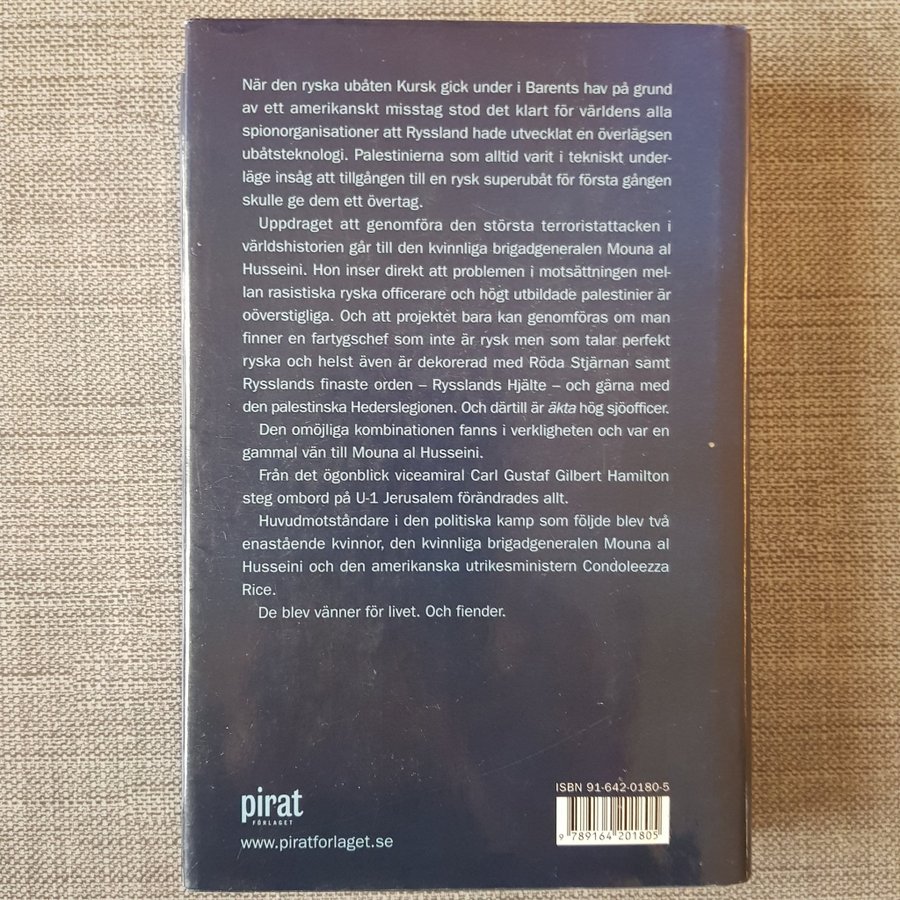 När den ryska ubåten Kursk gick under i Barents hav på grund
av ett amerikanskt misstag stod det klart för världens alla
spionorganisationer att Ryssland hade utvecklat en överlägsen
ubåtsteknologi. Palestinierna som alltid varit i tekniskt under-
läge insåg att tillgången till en rysk superubåt för första gången
skulle ge dem ett övertag.
Uppdraget att genomföra den största terroristattacken i
världshistorien går till den kvinnliga brigadgeneralen Mouna al
Husseini. Hon inser direkt att problemen i motsättningen mel-
lan rasistiska ryska officerare och högt utbildade palestinier är
oöverstigliga. Och att projektet bara kan genomföras om man
finner en fartygschef som inte är rysk men som talar perfekt
ryska och helst även är dekorerad med Röda Stjärnan samt
Rysslands finaste orden – Rysslands Hjälte – och gärna med
den palestinska Hederslegionen. Och därtill är äkta hög sjöofficer.
Den omöjliga kombinationen fanns i verkligheten och var en
gammal vän till Mouna al Husseini.
Från det ögonblick viceamiral Carl Gustaf Gilbert Hamilton
steg ombord på U-1 Jerusalem förändrades allt.
Huvudmotståndare i den politiska kamp som följde blev två
enastående kvinnor, den kvinnliga brigadgeneralen Mouna al
Husseini och den amerikanska utrikesministern Condoleezza
Rice.
De blev vänner för livet. Och fiender.
pirat
FÖRLAGET
www.piratforlaget.se
ISBN 91-642-0180-5
9 789164 201805